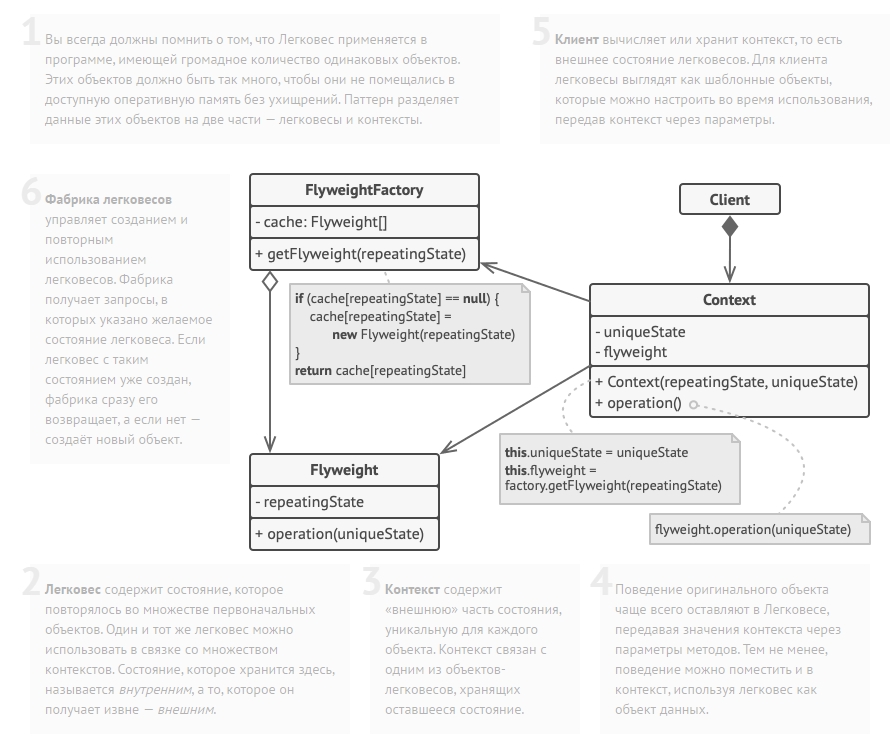 1
Вы всегда должны помнить о том, что Легковес применяется в
программе, имеющей громадное количество одинаковых объектов.
Этих объектов должно быть так много, чтобы они не помещались в
доступную оперативную память без ухищрений. Паттерн разделяет
данные этих объектов на две части — легковесы и контексты.
5
Клиент вычисляет или хранит контекст, то есть
внешнее состояние легковесов. Для клиента
легковесы выглядят как шаблонные объекты,
которые можно настроить во время использования,
передав контекст через параметры.
6
Фабрика легковесов
управляет созданием и
повторным
использованием
легковесов. Фабрика
получает запросы, в
которых указано желаемое
состояние легковеса. Если
легковес с таким
состоянием уже создан,
фабрика сразу его
возвращает, а если нет —
создаёт новый объект.
FlyweightFactory
- cache: Flyweight[]
+ getFlyweight(repeatingState)
if (cache[repeatingState] == null) {
cache[repeatingState] =
new Flyweight(repeatingState)
}
return cache[repeatingState]
Client
Context
- uniqueState
- flyweight
+ Context(repeatingState, uniqueState)
+ operation()
this.uniqueState = uniqueState
this.flyweight =
factory.getFlyweight(repeatingState)
flyweight.operation(uniqueState)
Flyweight
- repeatingState
+ operation(uniqueState)
2
Легковес содержит состояние, которое
повторялось во множестве первоначальных
объектов. Один и тот же легковес можно
использовать в связке со множеством
контекстов. Состояние, которое хранится здесь,
называется внутренним, а то, которое он
получает извне — внешним.
3
Контекст содержит
«внешнюю» часть состояния,
уникальную для каждого
объекта. Контекст связан с
одним из объектов-
легковесов, хранящих
оставшееся состояние.
4
Поведение оригинального объекта
чаще всего оставляют в Легковесе,
передавая значения контекста через
параметры методов. Тем не менее,
поведение можно поместить и в
контекст, используя легковес как
объект данных.